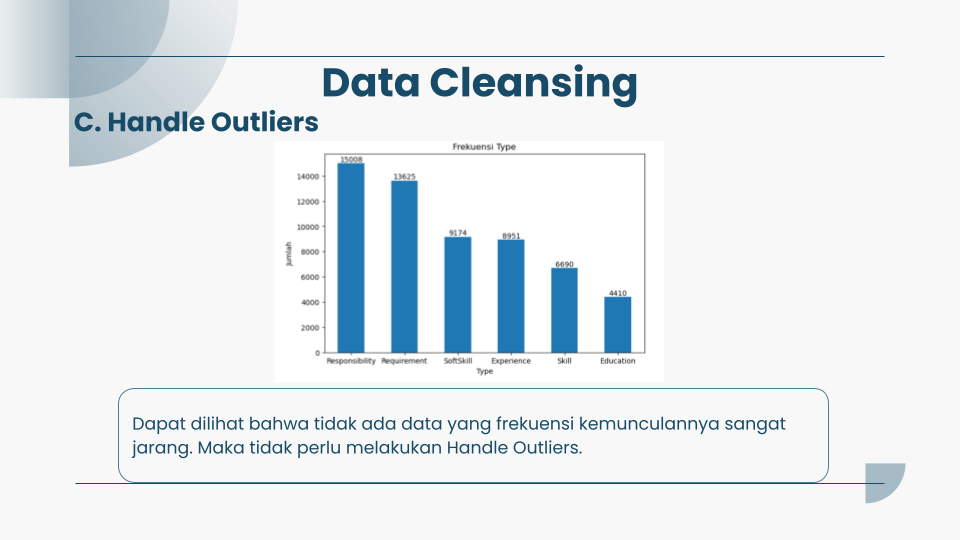 Data Cleansing
C. Handle Outliers
Frekuensi Type
15008
13625
9174
8951
6690
4410
14000
12000
10000
8000
6000
4000
2000
0
Jumlah
Responsibility Requirement SoftSkill Experience Skill Education
Type
Dapat dilihat bahwa tidak ada data yang frekuensi kemunculannya sangat
jarang. Maka tidak perlu melakukan Handle Outliers.